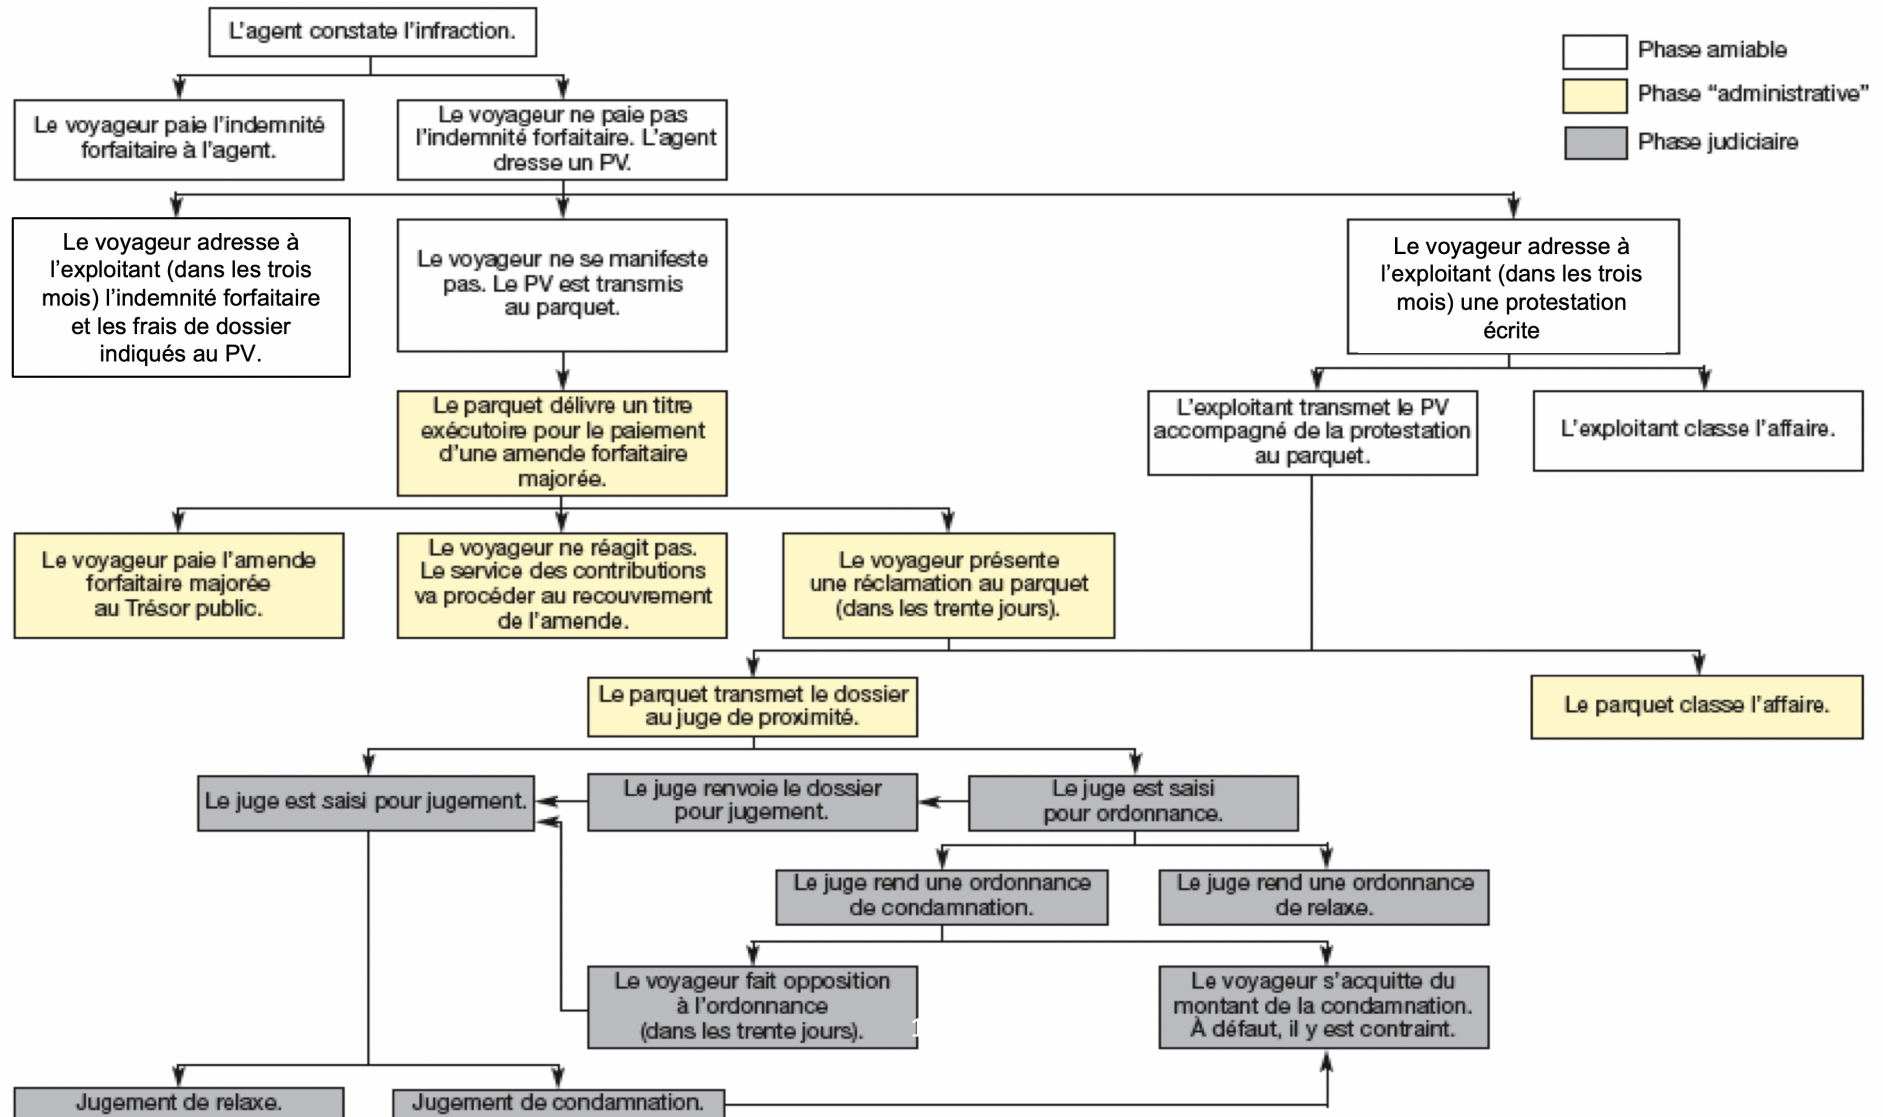 L'agent constate l'infraction.
Phase amiable
Phase “administrative”
Phase judiciaire
Le voyageur paie l'indemnité
forfaitaire à l'agent.
Le voyageur ne paie pas
l'indemnité forfaitaire. L'agent
dresse un PV.
Le voyageur adresse à
l'exploitant (dans les trois
mois) l'indemnité forfaitaire
et les frais de dossier
indiqués au PV.
Le voyageur ne se manifeste
pas. Le PV est transmis
au parquet.
Le voyageur adresse à
l'exploitant (dans les trois
mois) une protestation
écrite
Le parquet délivre un titre
exécutoire pour le paiement
d'une amende forfaitaire
majorée.
L'exploitant transmet le PV
accompagné de la protestation
au parquet.
L'exploitant classe l'affaire.
Le voyageur paie l'amende
forfaitaire majorée
au Trésor public.
Le voyageur ne réagit pas.
Le service des contributions
va procéder au recouvrement
de l'amende.
Le voyageur présente
une réclamation au parquet
(dans les trente jours).
Le parquet transmet le dossier
au juge de proximité.
Le parquet classe l'affaire.
Le juge est saisi pour jugement.
Le juge renvoie le dossier
pour jugement.
Le juge est saisi
pour ordonnance.
Le juge rend une ordonnance
de condamnation.
Le juge rend une ordonnance
de relaxe.
Le voyageur fait opposition
à l'ordonnance
(dans les trente jours).
Le voyageur s'acquitte du
montant de la condamnation.
À défaut, il y est contraint.
Jugement de relaxe.
Jugement de condamnation.